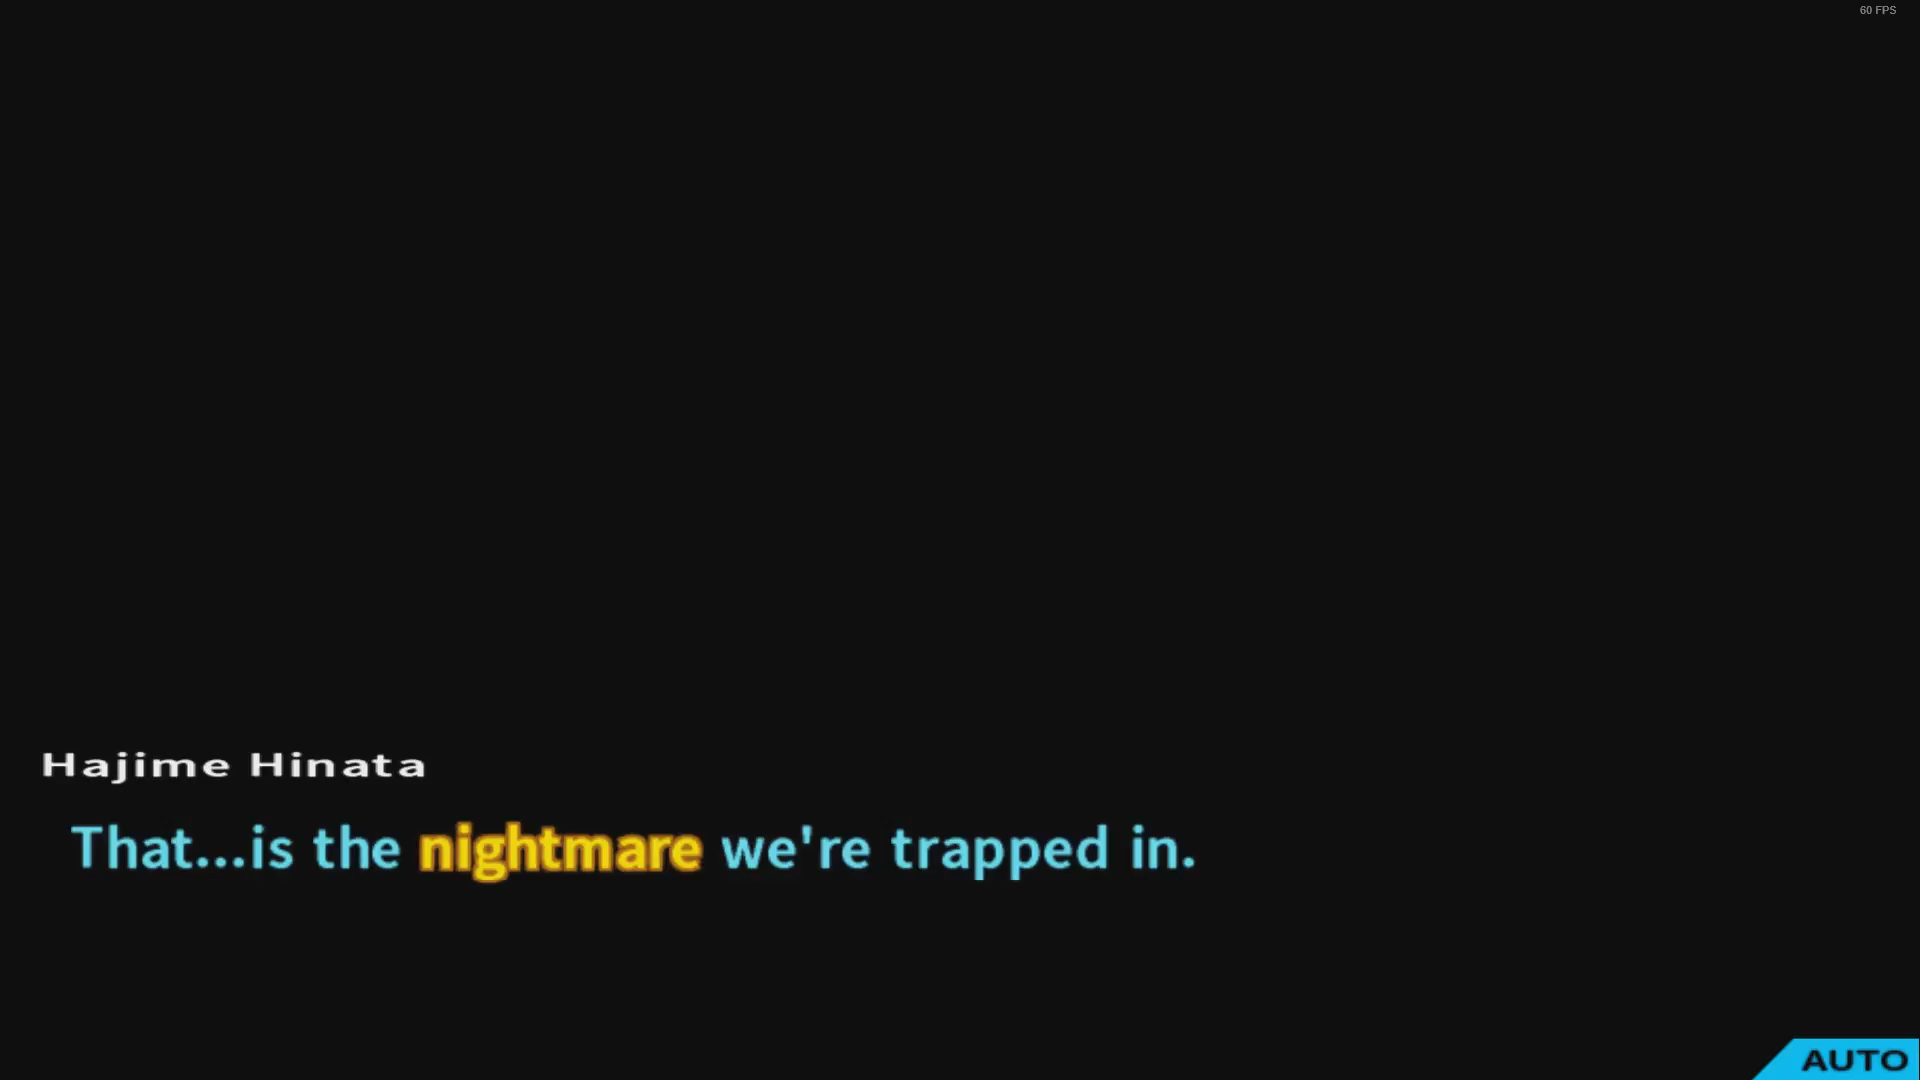 60 FPS
Hajime Hinata
That...is the nightmare we're trapped in.
AUTO